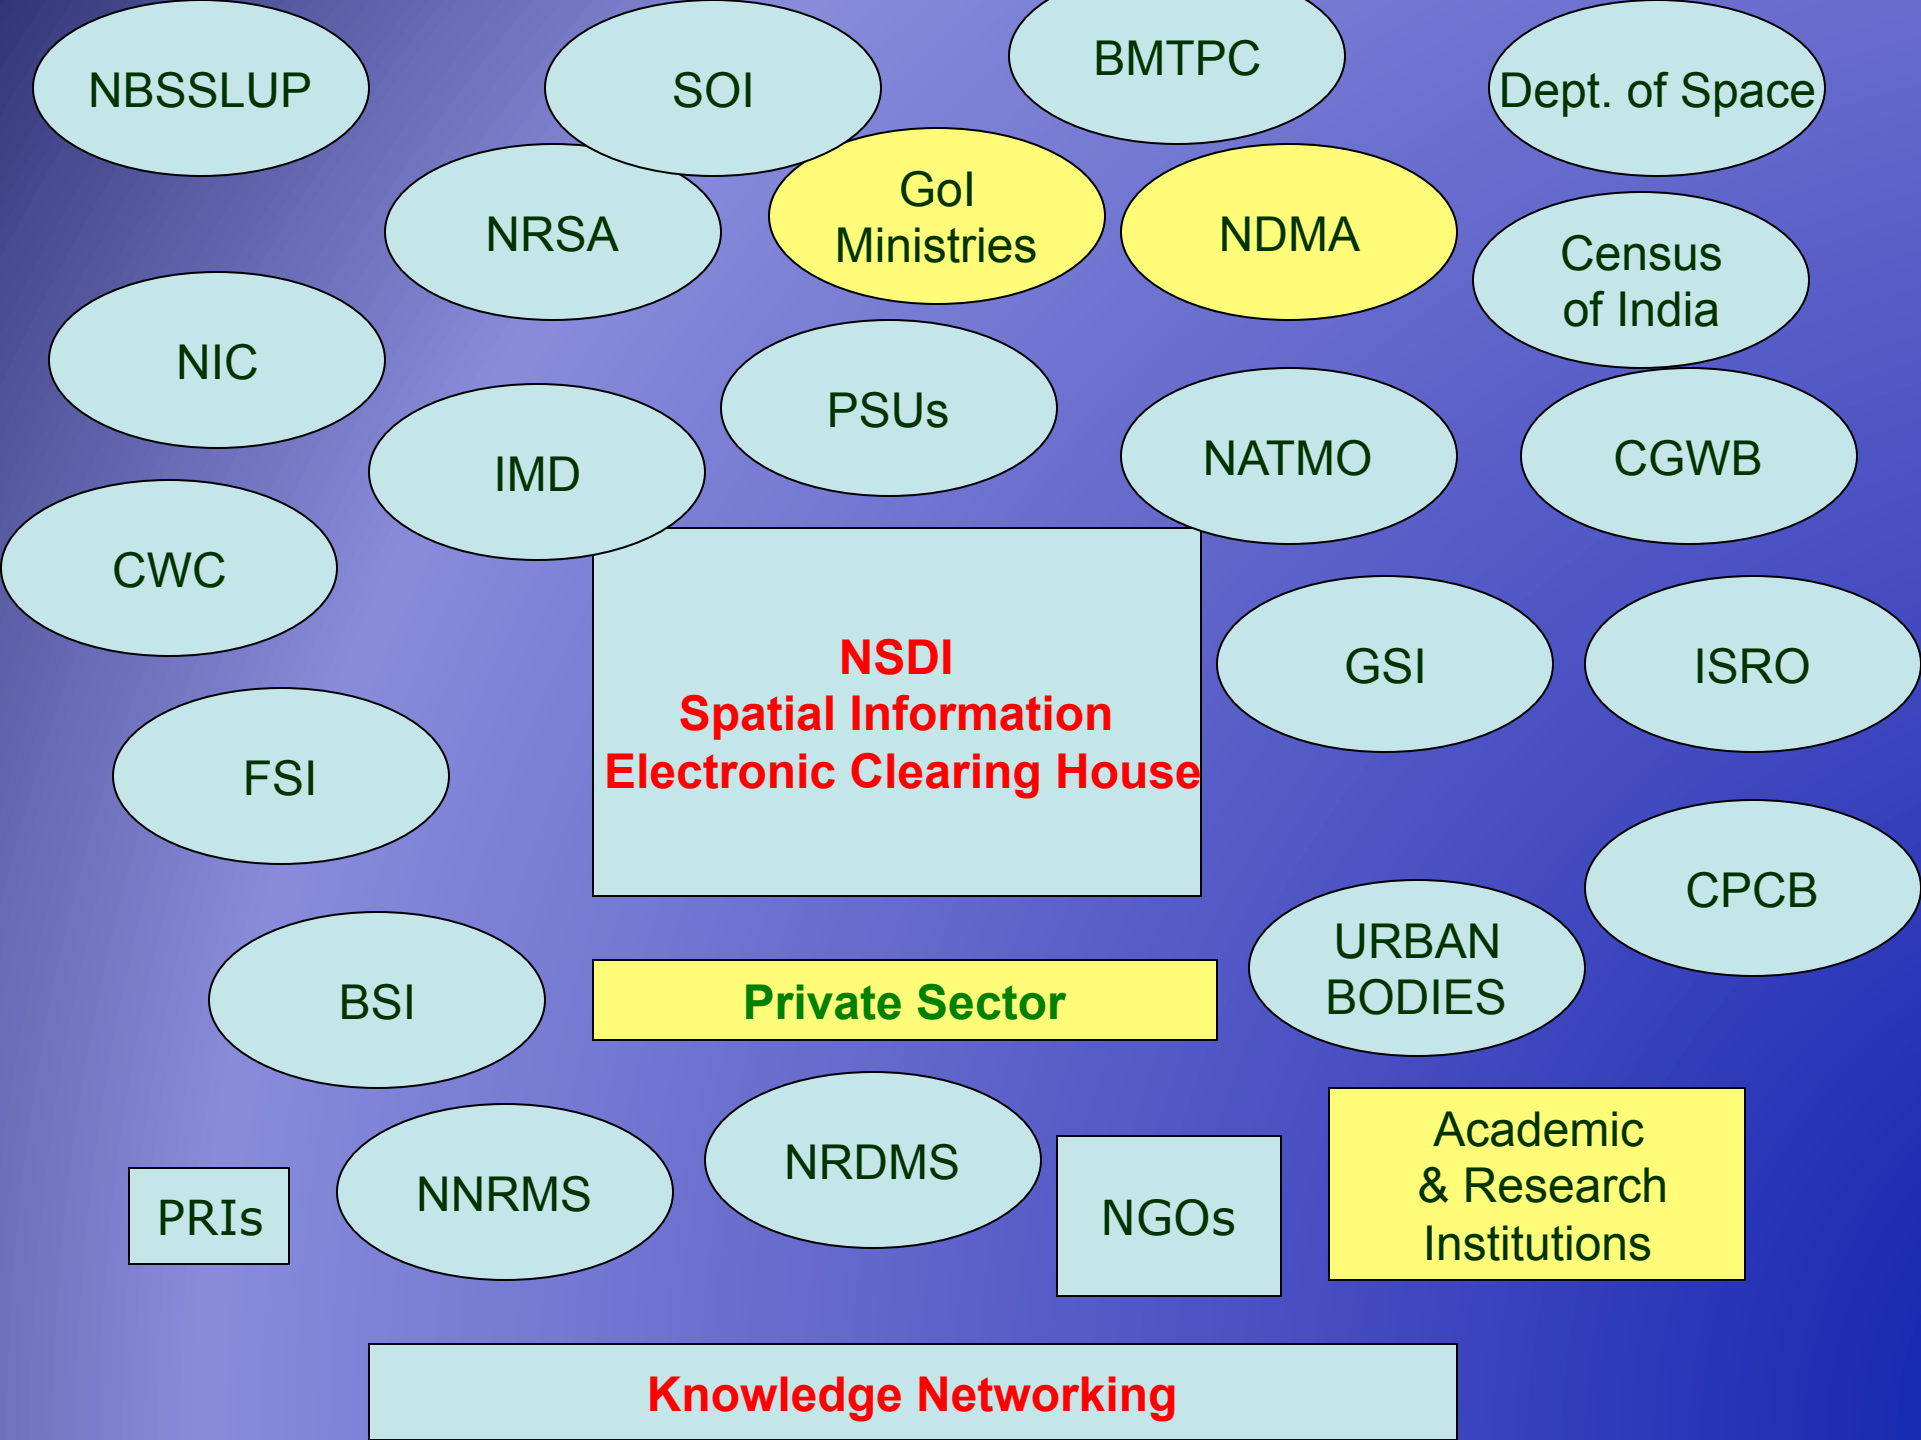 NBSSLUP
SOI
BMTPC
Dept. of Space
NRSA
GoI
Ministries
NDMA
Census
of India
NIC
IMD
PSUs
NATMO
CGWB
CWC
NSDI
Spatial Information
Electronic Clearing House
GSI
ISRO
FSI
CPCB
BSI
Private Sector
URBAN
BODIES
PRIs
NNRMS
NRDMS
NGOs
Academic
& Research
Institutions
Knowledge Networking